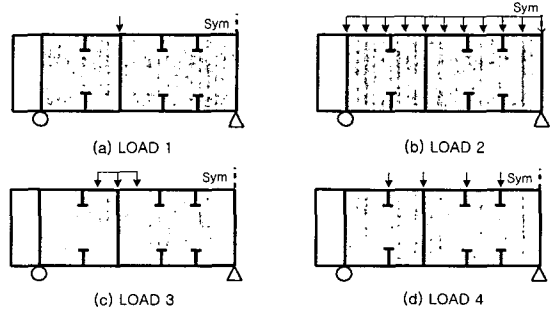 Sym
Sym
(a) LOAD 1
(b) LOAD 2
Sym
Sym
(c) LOAD 3
(d) LOAD 4